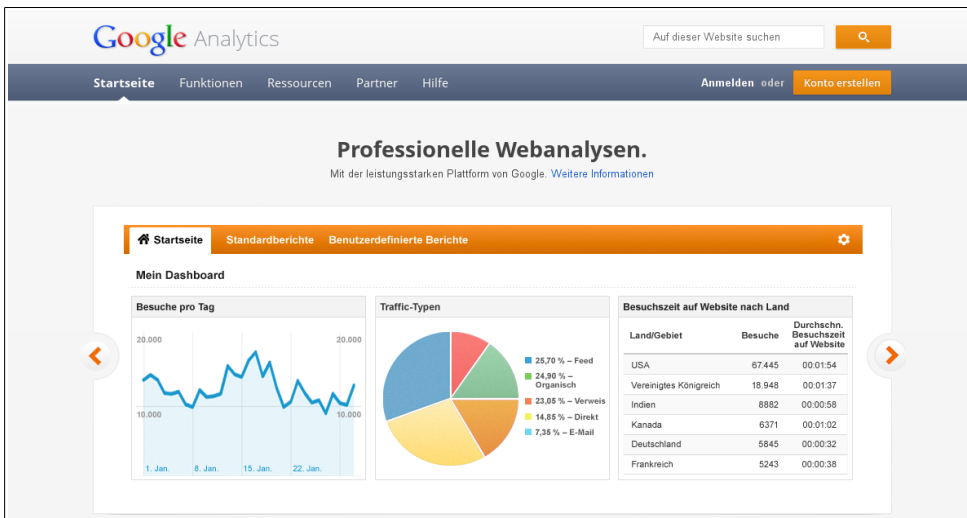 Google Analytics
Auf dieser Website suchen
Startseite Funktionen Ressourcen Partner Hilfe
Anmelden oder Konto erstellen
Professionelle Webanalysen.
Mit der leistungsstarken Plattform von Google. Weitere Informationen
Startseite Standardberichte Benutzerdefinierte Berichte
Mein Dashboard
Besuche pro Tag
20.000 20.000
10.000 10.000
1. Jan. 8. Jan. 15. Jan. 22. Jan.
Traffic-Typen
25,70 % – Feed
24,90 % –
Organisch
23,05 % – Verweis
14,85 % – Direkt
7,35 % – E-Mail
Besuchszeit auf Website nach Land
Land/Gebiet Besuche Durchschn.
Besuchszeit
auf Website
USA 67.445 00:01:54
Vereinigtes Königreich 18.948 00:01:37
Indien 8882 00:00:58
Kanada 6371 00:01:02
Deutschland 5845 00:00:32
Frankreich 5243 00:00:38